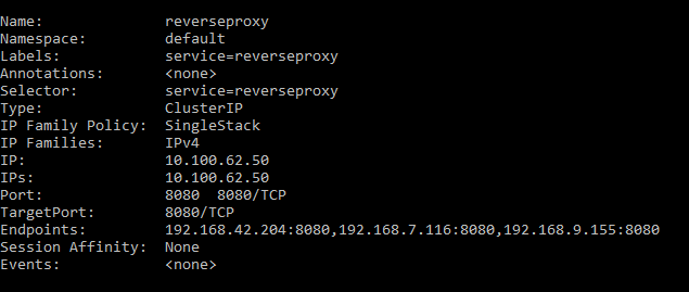 Name: reverseproxy
Namespace: default
Labels: service=reverseproxy
Annotations: <none>
Selector: service=reverseproxy
Type: ClusterIP
IP Family Policy: SingleStack
IP Families: IPv4
IP: 10.100.62.50
IPs: 10.100.62.50
Port: 8080 8080/TCP
TargetPort: 8080/TCP
Endpoints: 192.168.42.204:8080,192.168.7.116:8080,192.168.9.155:8080
Session Affinity: None
Events: <none>